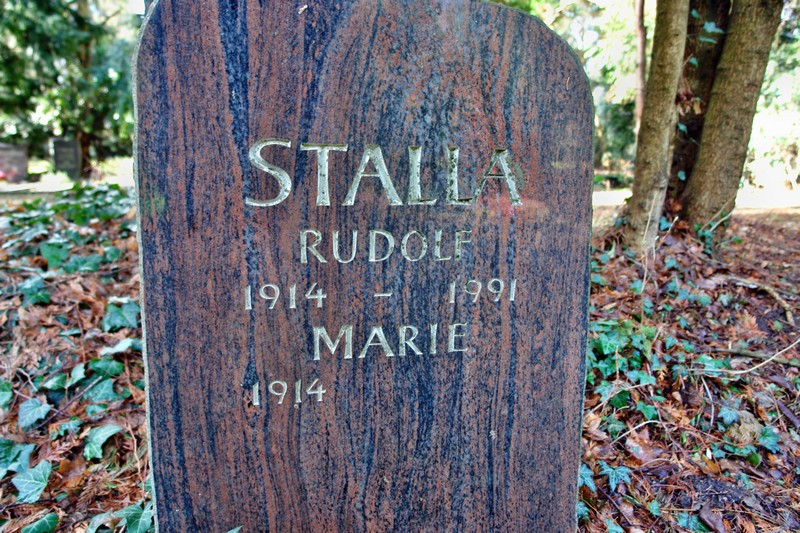 STALLA
RUDOLF
1914 – 1991
MARIE
1914